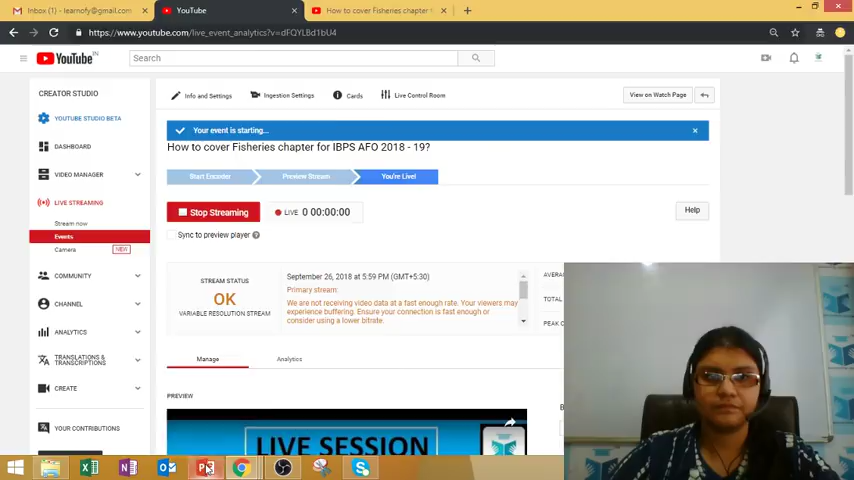 Inbox (1) - learnofy@gmail.com
YouTube
How to cover Fisheries chapter
https://www.youtube.com/live_event_analytics?v=dFQYLBd1bU4
YouTube IN
Search
CREATOR STUDIO
YOUTUBE STUDIO BETA
DASHBOARD
VIDEO MANAGER
LIVE STREAMING
Stream now
Events
Camera
NEW
COMMUNITY
CHANNEL
ANALYTICS
TRANSLATIONS &
TRANSCRIPTIONS
CREATE
YOUR CONTRIBUTIONS
Info and Settings
Ingestion Settings
Cards
Live Control Room
View on Watch Page
Your event is starting...
How to cover Fisheries chapter for IBPS AFO 2018 - 19?
Start Encoder
Preview Stream
You're Live!
Stop Streaming
LIVE 0 00:00:00
Help
Sync to preview player
STREAM STATUS
OK
VARIABLE RESOLUTION STREAM
September 26, 2018 at 5:59 PM (GMT+5:30)
Primary stream:
We are not receiving video data at a fast enough rate. Your viewers may
experience buffering. Ensure your connection is fast enough or
consider using a lower bitrate.
AVERA
TOTAL
PEAK C
Manage
Analytics
PREVIEW
B
LIVE SESSION